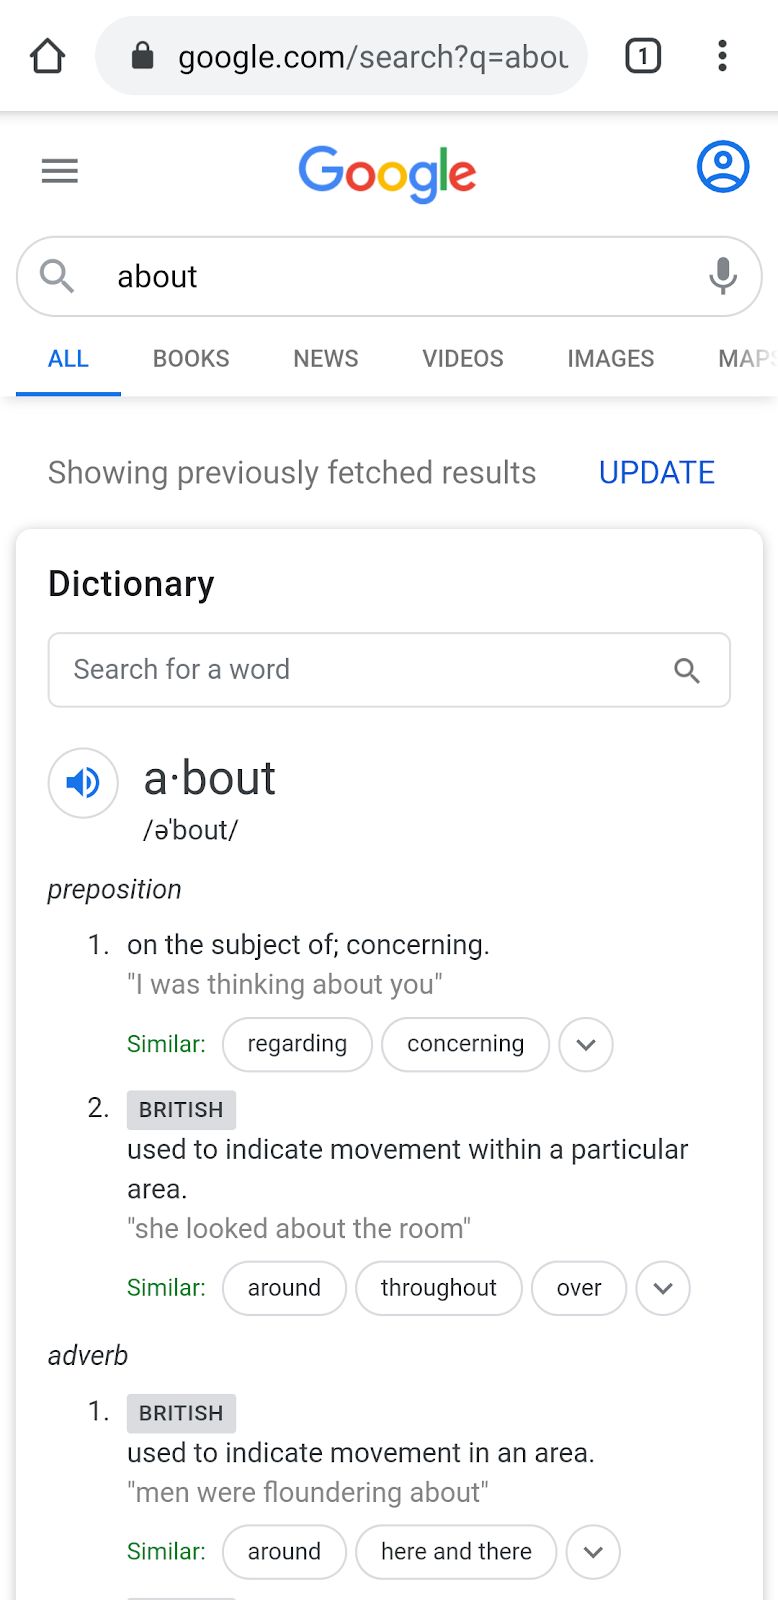 google.com/search?q=abou
1
Google
about
ALL BOOKS NEWS VIDEOS IMAGES MAPS
Showing previously fetched results UPDATE
Dictionary
Search for a word
a·bout
/əˈbout/
preposition
1. on the subject of; concerning.
"I was thinking about you"
Similar: regarding concerning
2. BRITISH
used to indicate movement within a particular
area.
"she looked about the room"
Similar: around throughout over
adverb
1. BRITISH
used to indicate movement in an area.
"men were floundering about"
Similar: around here and there